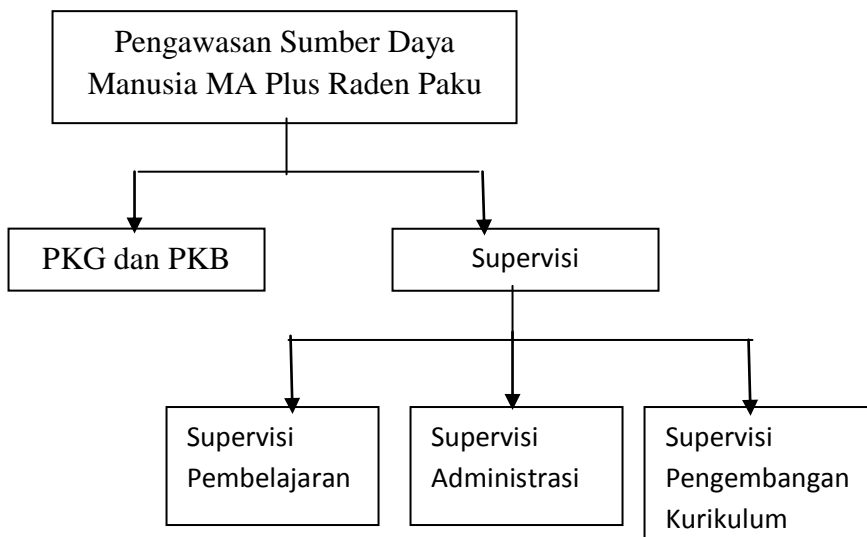 Pengawasan Sumber Daya
Manusia MA Plus Raden Paku
PKG dan PKB
Supervisi
Supervisi
Pembelajaran
Supervisi
Administrasi
Supervisi
Pengembangan
Kurikulum